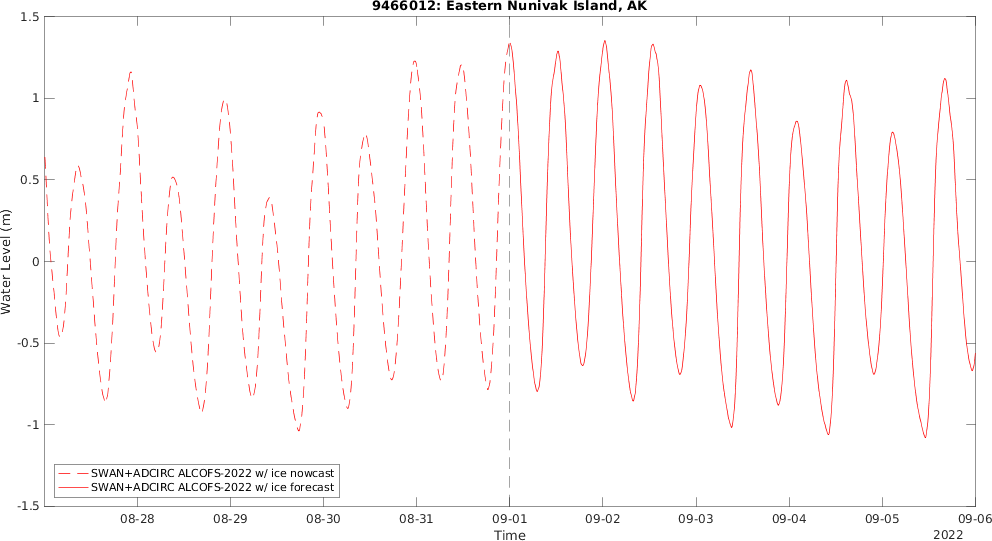 9466012: Eastern Nunivak Island, AK
1.5
1
0.5
0
-0.5
-1
-1.5
Water Level (m)
SWAN+ADCIRC ALCOFS-2022 w/ ice nowcast
SWAN+ADCIRC ALCOFS-2022 w/ ice forecast
08-28 08-29 08-30 08-31 09-01 09-02 09-03 09-04 09-05 09-06
Time
2022